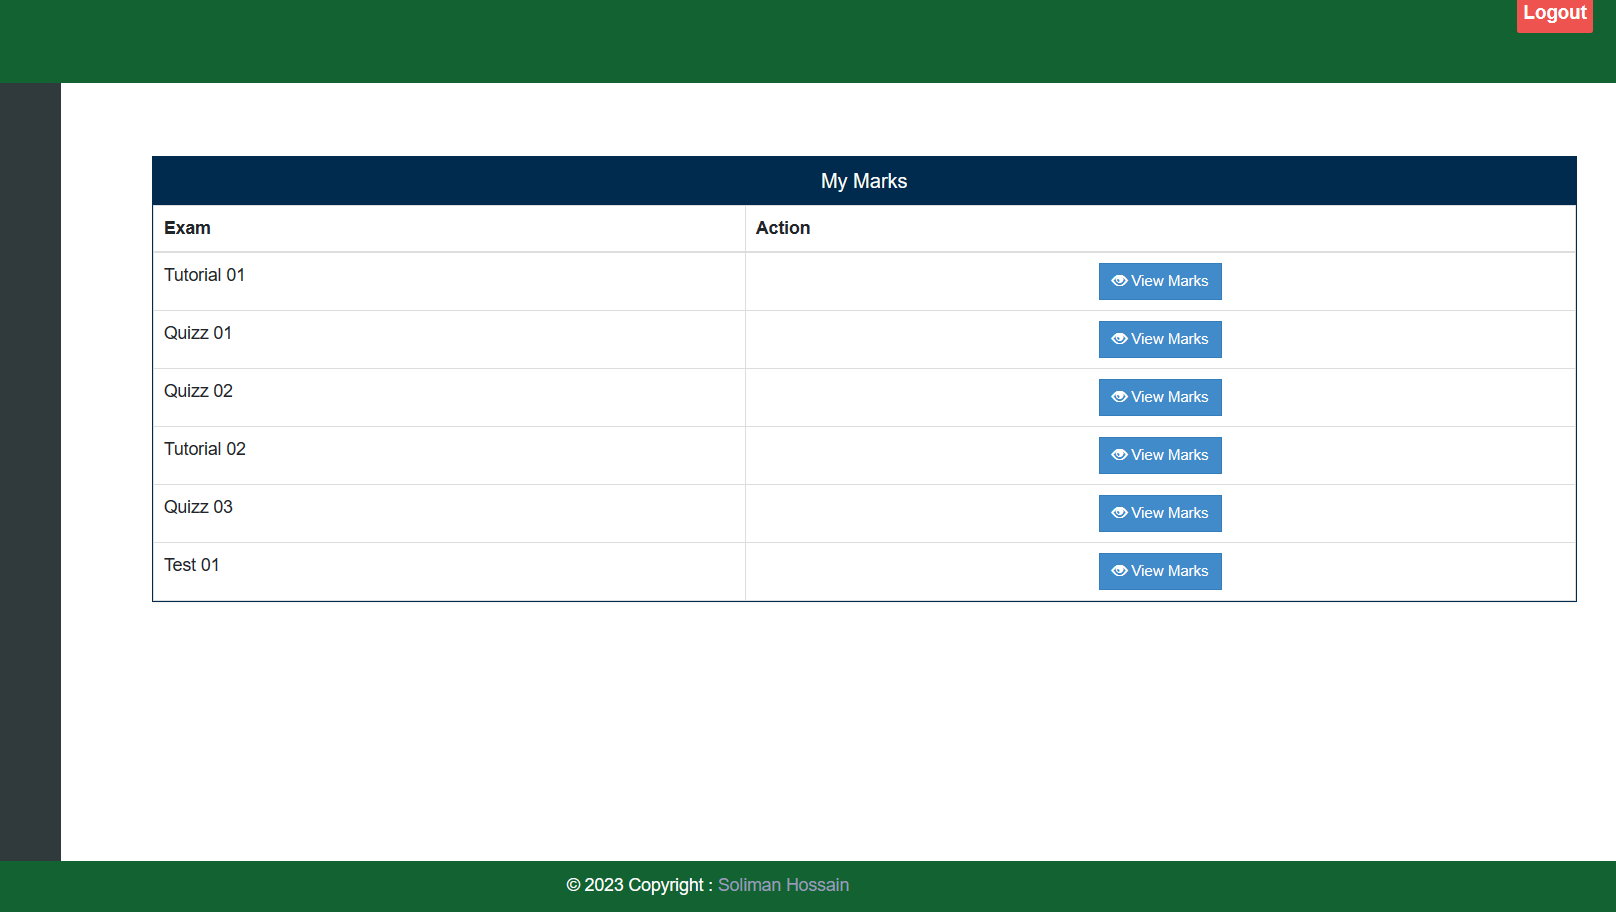 Logout
My Marks
Exam Action
Tutorial 01 View Marks
Quizz 01 View Marks
Quizz 02 View Marks
Tutorial 02 View Marks
Quizz 03 View Marks
Test 01 View Marks
© 2023 Copyright : Soliman Hossain